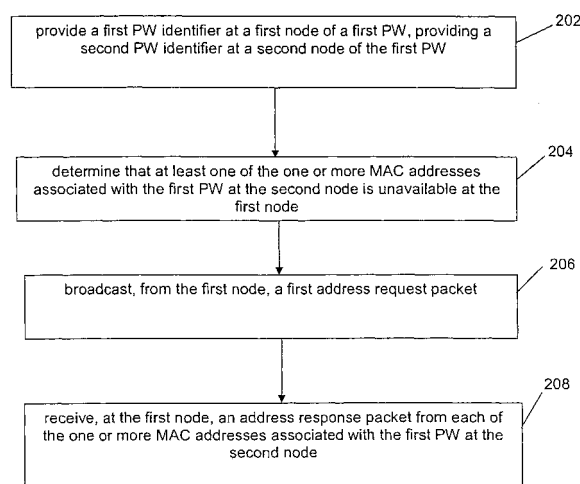 provide a first PW identifier at a first node of a first PW, providing a
second PW identifier at a second node of the first PW
202
determine that at least one of the one or more MAC addresses
associated with the first PW at the second node is unavailable at the
first node
204
broadcast, from the first node, a first address request packet
206
receive, at the first node, an address response packet from each of
the one or more MAC addresses associated with the first PW at the
second node
208